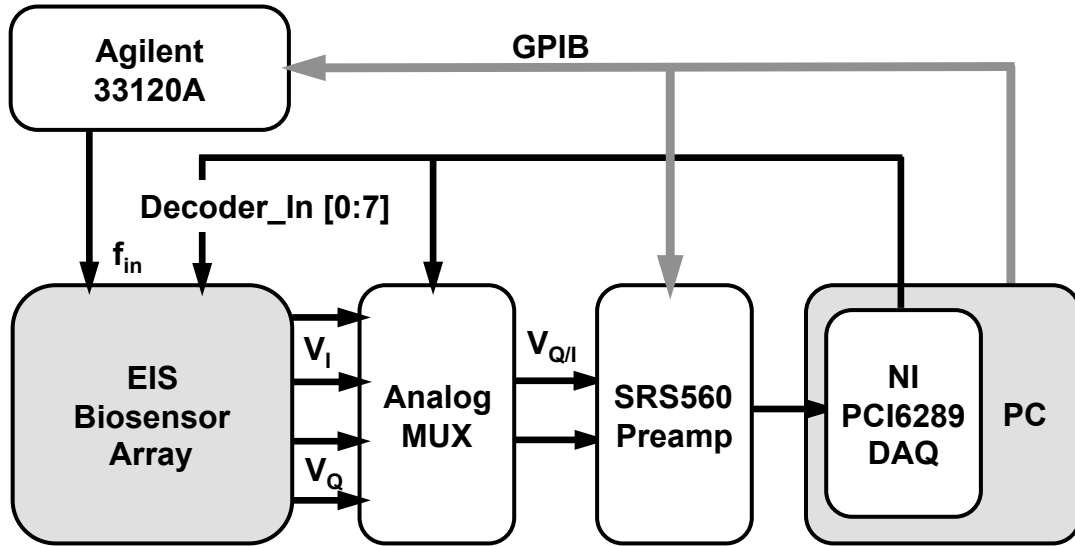 Agilent
33120A
GPIB
Decoder_In [0:7]
f_in
EIS
Biosensor
Array
V_I
V_Q
Analog
MUX
V_Q/I
SRS560
Preamp
NI
PCI6289
DAQ
PC